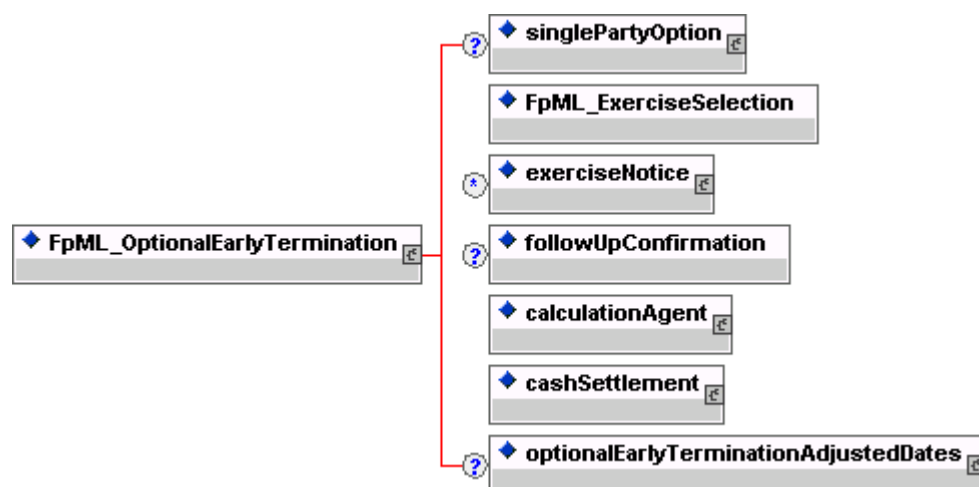 singlePartyOption
FpML_ExerciseSelection
exerciseNotice
FpML_OptionalEarlyTermination
followUpConfirmation
calculationAgent
cashSettlement
optionalEarlyTerminationAdjustedDates